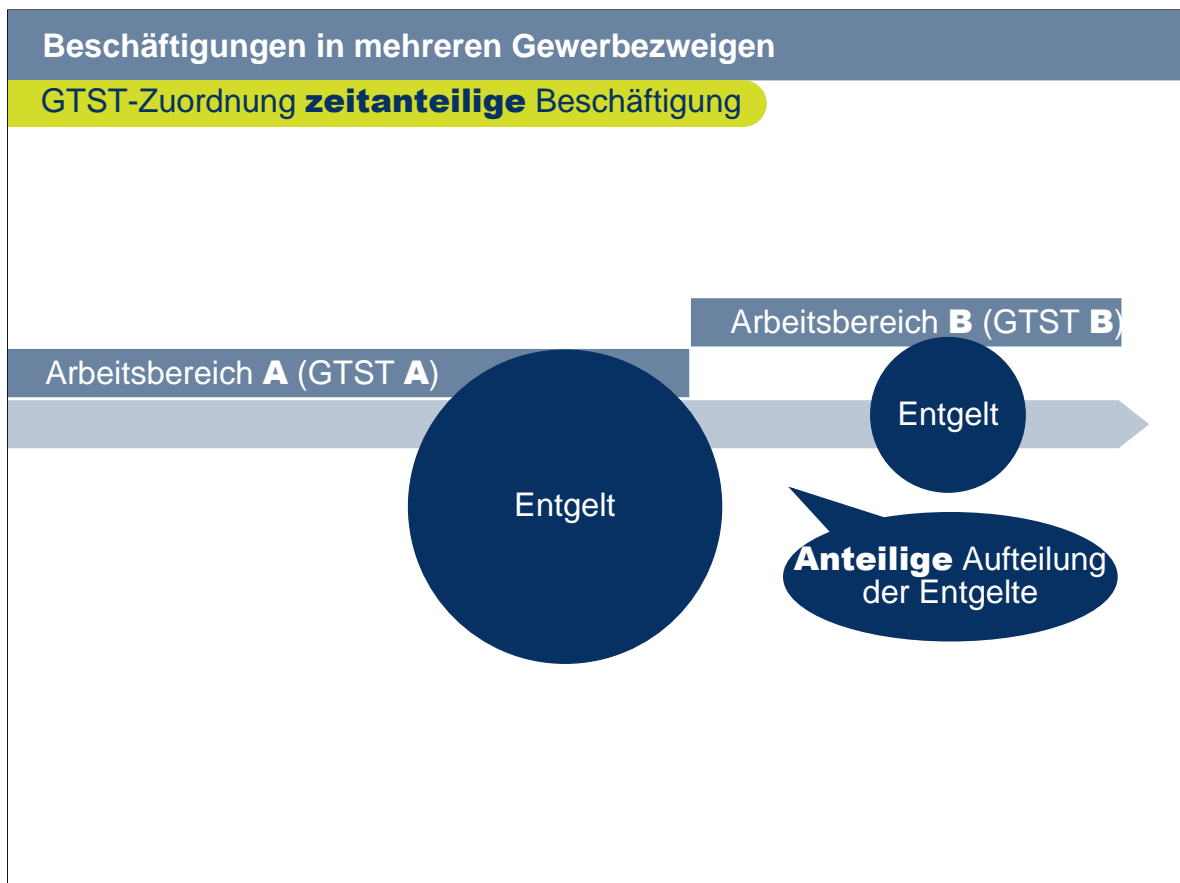 Beschäftigungen in mehreren Gewerbezweigen
GTST-Zuordnung zeitanteilige Beschäftigung
Arbeitsbereich B (GTST B)
Arbeitsbereich A (GTST A)
Entgelt
Entgelt
Anteilige Aufteilung
der Entgelte